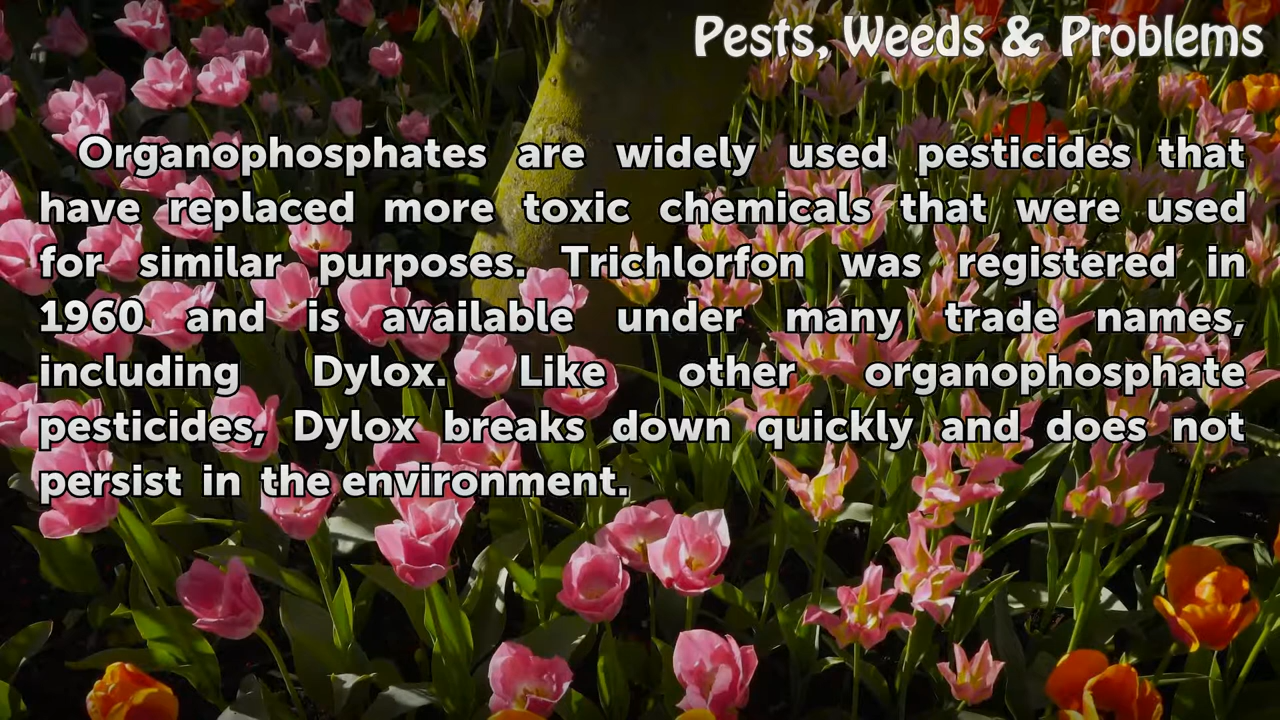 Pests, Weeds & Problems
Organophosphates are widely used pesticides that
have replaced more toxic chemicals that were used
for similar purposes. Trichlorfon was registered in
1960 and is available under many trade names,
including Dylox. Like other organophosphate
pesticides, Dylox breaks down quickly and does not
persist in the environment.